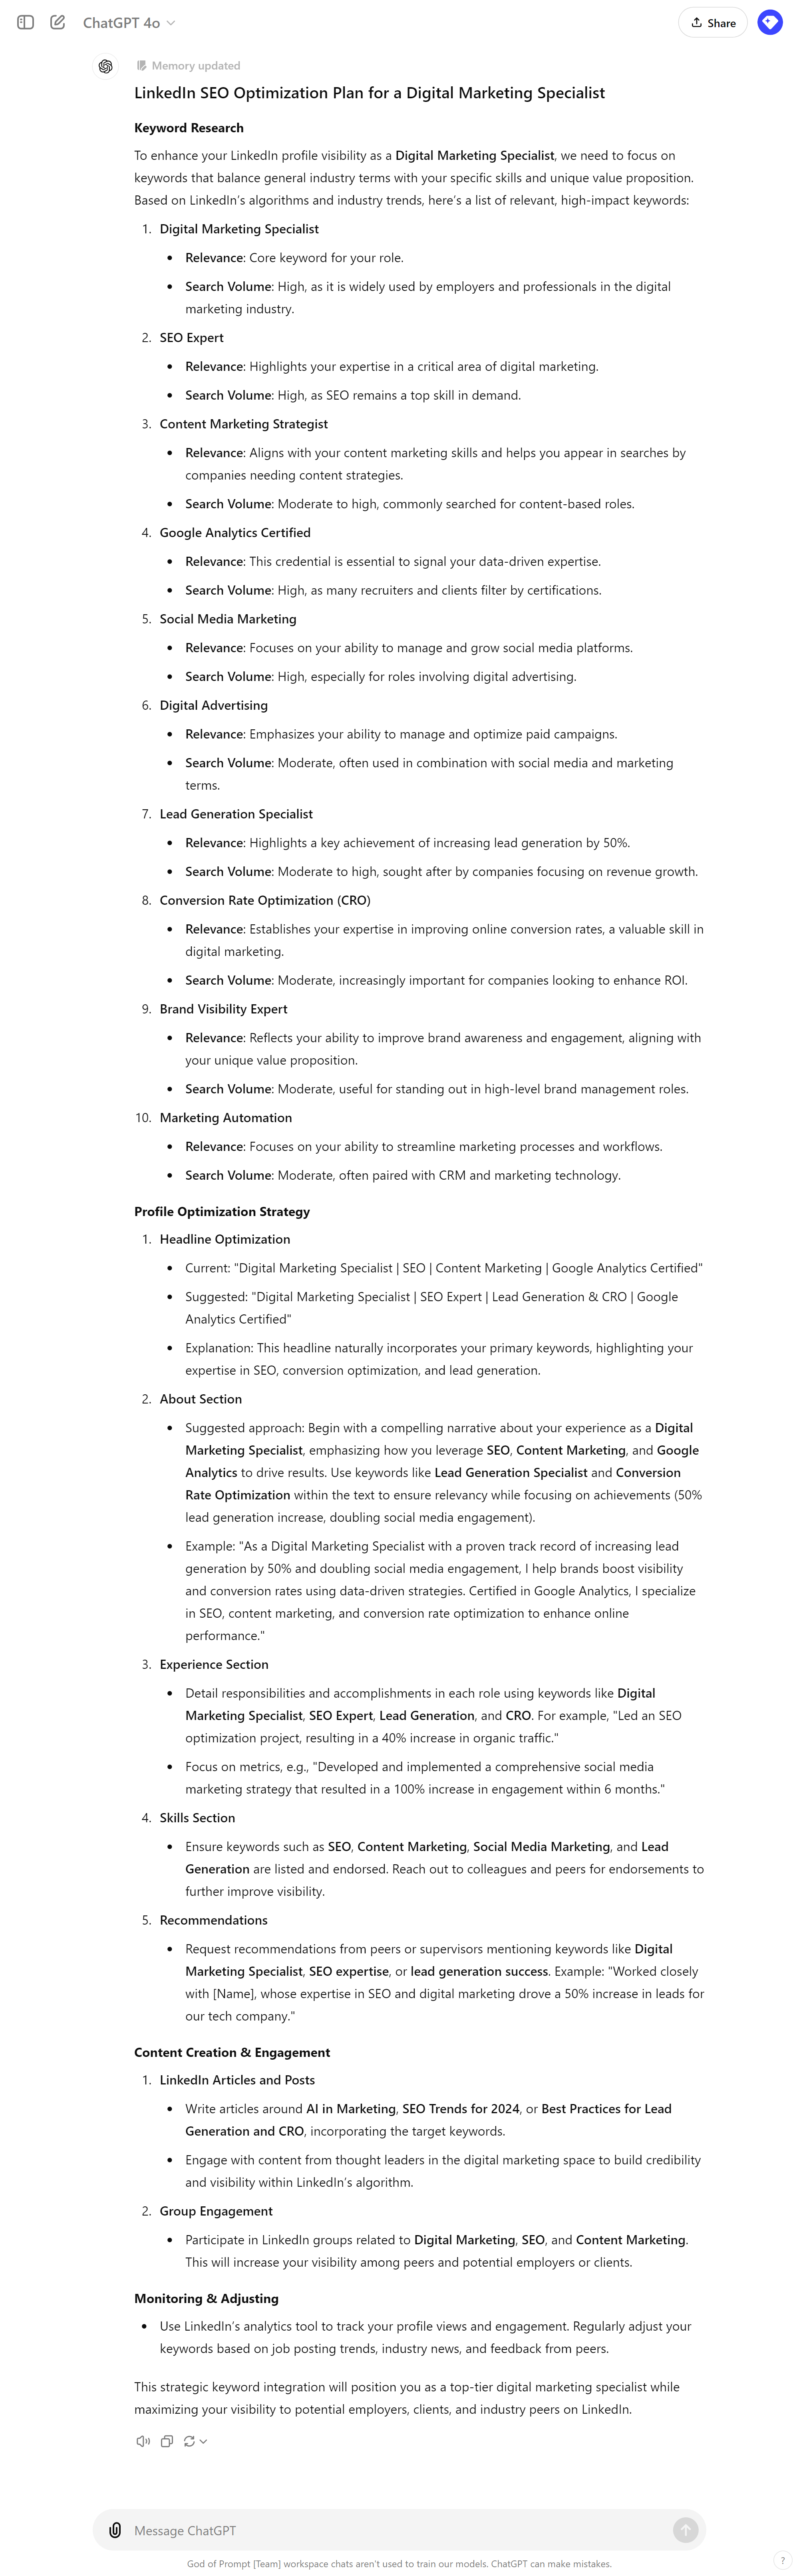 ChatGPT 4o
Share
Memory updated
LinkedIn SEO Optimization Plan for a Digital Marketing Specialist
Keyword Research
To enhance your LinkedIn profile visibility as a Digital Marketing Specialist, we need to focus on
keywords that balance general industry terms with your specific skills and unique value proposition.
Based on LinkedIn's algorithms and industry trends, here's a list of relevant, high-impact keywords:
1. Digital Marketing Specialist
• Relevance: Core keyword for your role.
• Search Volume: High, as it is widely used by employers and professionals in the digital
marketing industry.
2. SEO Expert
• Relevance: Highlights your expertise in a critical area of digital marketing.
• Search Volume: High, as SEO remains a top skill in demand.
3. Content Marketing Strategist
• Relevance: Aligns with your content marketing skills and helps you appear in searches by
companies needing content strategies.
• Search Volume: Moderate to high, commonly searched for content-based roles.
4. Google Analytics Certified
• Relevance: This credential is essential to signal your data-driven expertise.
• Search Volume: High, as many recruiters and clients filter by certifications.
5. Social Media Marketing
• Relevance: Focuses on your ability to manage and grow social media platforms.
• Search Volume: High, especially for roles involving digital advertising.
6. Digital Advertising
• Relevance: Emphasizes your ability to manage and optimize paid campaigns.
• Search Volume: Moderate, often used in combination with social media and marketing
terms.
7. Lead Generation Specialist
• Relevance: Highlights a key achievement of increasing lead generation by 50%.
• Search Volume: Moderate to high, sought after by companies focusing on revenue growth.
8. Conversion Rate Optimization (CRO)
• Relevance: Establishes your expertise in improving online conversion rates, a valuable skill in
digital marketing.
• Search Volume: Moderate, increasingly important for companies looking to enhance ROI.
9. Brand Visibility Expert
• Relevance: Reflects your ability to improve brand awareness and engagement, aligning with
your unique value proposition.
• Search Volume: Moderate, useful for standing out in high-level brand management roles.
10. Marketing Automation
• Relevance: Focuses on your ability to streamline marketing processes and workflows.
• Search Volume: Moderate, often paired with CRM and marketing technology.
Profile Optimization Strategy
1. Headline Optimization
• Current: "Digital Marketing Specialist | SEO | Content Marketing | Google Analytics Certified"
• Suggested: "Digital Marketing Specialist | SEO Expert | Lead Generation & CRO | Google
Analytics Certified"
• Explanation: This headline naturally incorporates your primary keywords, highlighting your
expertise in SEO, conversion optimization, and lead generation.
2. About Section
• Suggested approach: Begin with a compelling narrative about your experience as a Digital
Marketing Specialist, emphasizing how you leverage SEO, Content Marketing, and Google
Analytics to drive results. Use keywords like Lead Generation Specialist and Conversion
Rate Optimization within the text to ensure relevancy while focusing on achievements (50%
lead generation increase, doubling social media engagement).
• Example: "As a Digital Marketing Specialist with a proven track record of increasing lead
generation by 50% and doubling social media engagement, I help brands boost visibility
and conversion rates using data-driven strategies. Certified in Google Analytics, I specialize
in SEO, content marketing, and conversion rate optimization to enhance online
performance."
3. Experience Section
• Detail responsibilities and accomplishments in each role using keywords like Digital
Marketing Specialist, SEO Expert, Lead Generation, and CRO. For example, "Led an SEO
optimization project, resulting in a 40% increase in organic traffic."
• Focus on metrics, e.g., "Developed and implemented a comprehensive social media
marketing strategy that resulted in a 100% increase in engagement within 6 months."
4. Skills Section
• Ensure keywords such as SEO, Content Marketing, Social Media Marketing, and Lead
Generation are listed and endorsed. Reach out to colleagues and peers for endorsements to
further improve visibility.
5. Recommendations
• Request recommendations from peers or supervisors mentioning keywords like Digital
Marketing Specialist, SEO expertise, or lead generation success. Example: "Worked closely
with [Name], whose expertise in SEO and digital marketing drove a 50% increase in leads for
our tech company."
Content Creation & Engagement
1. LinkedIn Articles and Posts
• Write articles around AI in Marketing, SEO Trends for 2024, or Best Practices for Lead
Generation and CRO, incorporating the target keywords.
• Engage with content from thought leaders in the digital marketing space to build credibility
and visibility within LinkedIn's algorithm.
2. Group Engagement
• Participate in LinkedIn groups related to Digital Marketing, SEO, and Content Marketing.
This will increase your visibility among peers and potential employers or clients.
Monitoring & Adjusting
• Use LinkedIn's analytics tool to track your profile views and engagement. Regularly adjust your
keywords based on job posting trends, industry news, and feedback from peers.
This strategic keyword integration will position you as a top-tier digital marketing specialist while
maximizing your visibility to potential employers, clients, and industry peers on LinkedIn.
Message ChatGPT
God of Prompt [Team] workspace chats aren't used to train our models. ChatGPT can make mistakes.
?